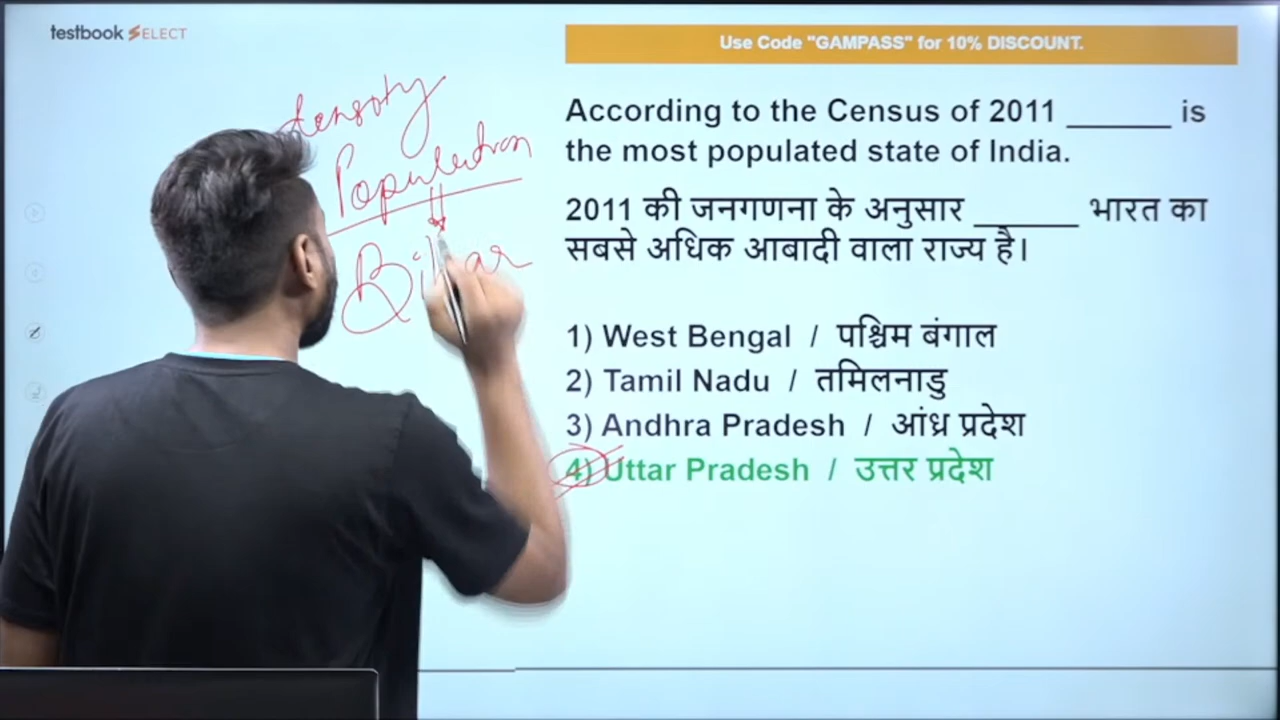 testbook SELECT
Use Code "GAMPASS" for 10% DISCOUNT.
density
Population
Bihar
According to the Census of 2011 ______ is
the most populated state of India.
2011 की जनगणना के अनुसार ______ भारत का
सबसे अधिक आबादी वाला राज्य है।
1) West Bengal / पश्चिम बंगाल
2) Tamil Nadu / तमिलनाडु
3) Andhra Pradesh / आंध्र प्रदेश
4) Uttar Pradesh / उत्तर प्रदेश